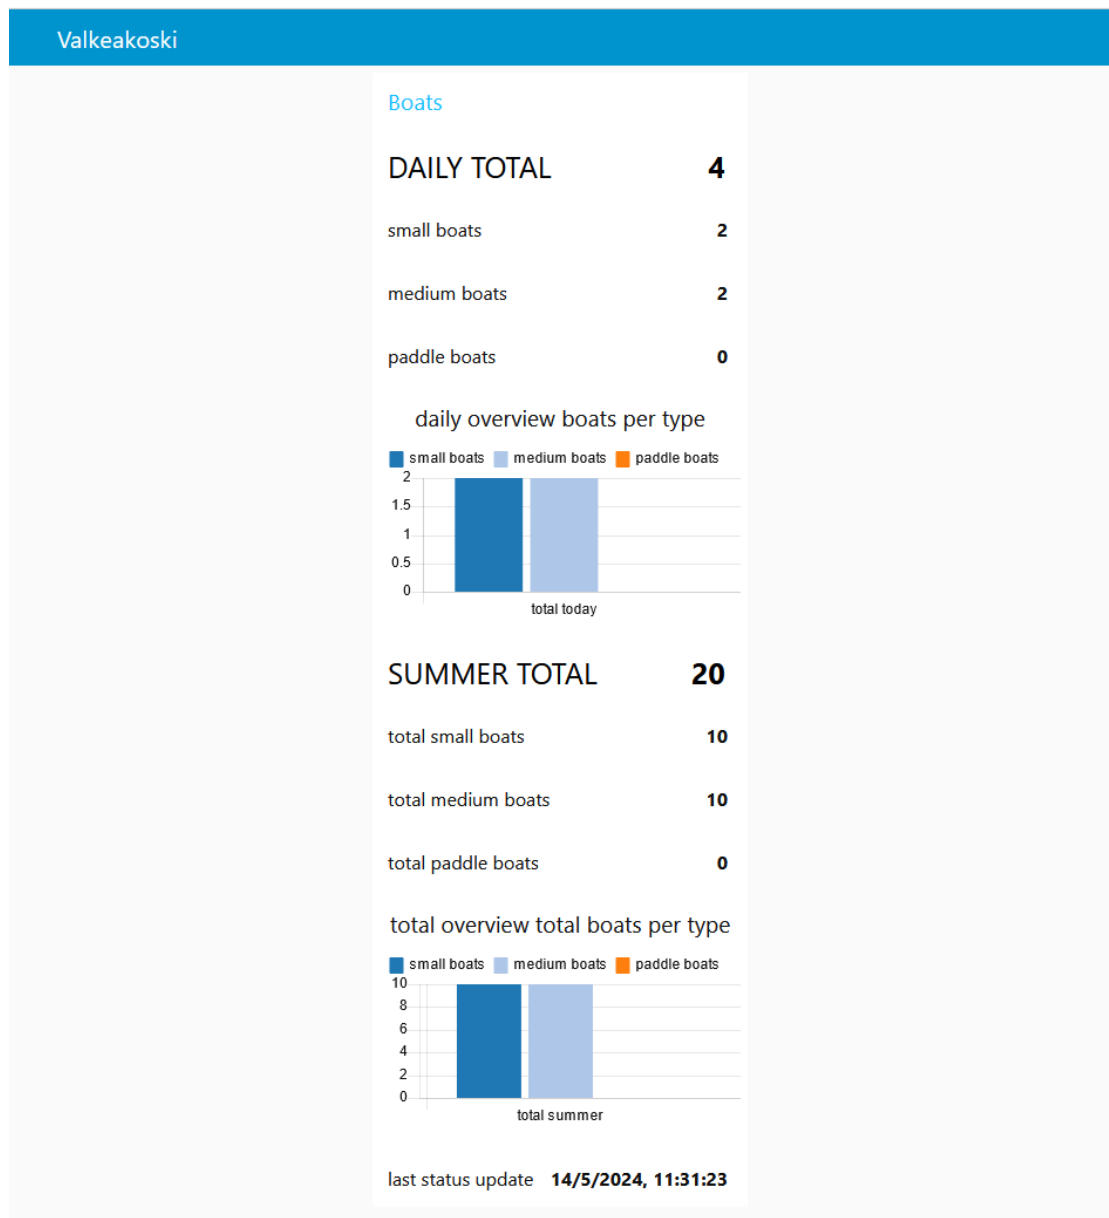 Valkeakoski
Boats
DAILY TOTAL 4
small boats 2
medium boats 2
paddle boats 0
daily overview boats per type
small boats medium boats paddle boats
2
1.5
1
0.5
0
total today
SUMMER TOTAL 20
total small boats 10
total medium boats 10
total paddle boats 0
total overview total boats per type
small boats medium boats paddle boats
10
8
6
4
2
0
total summer
last status update 14/5/2024, 11:31:23